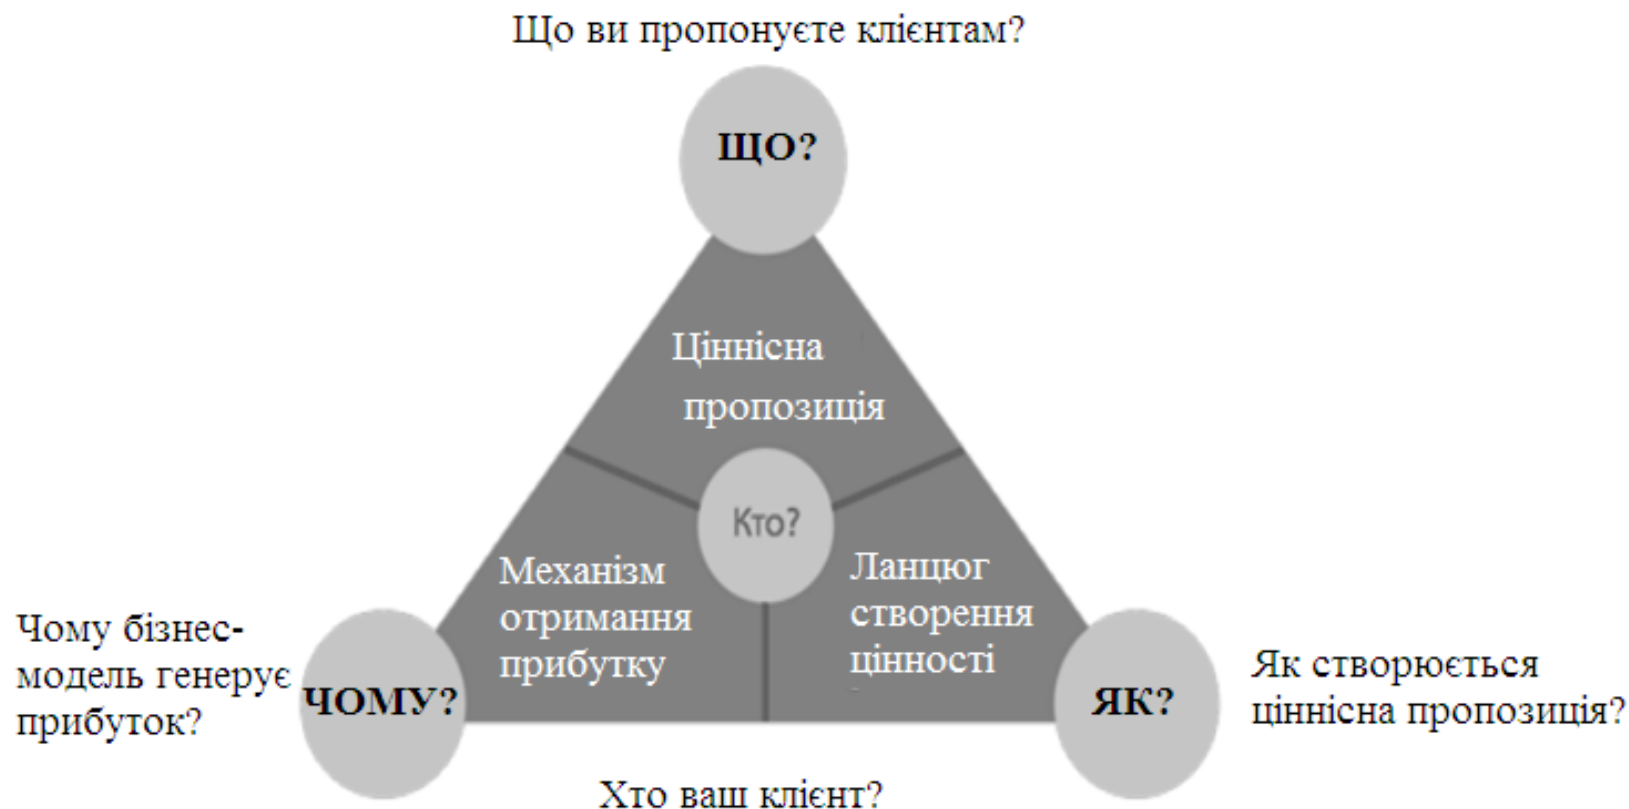 Що ви пропонуєте клієнтам?
ЩО?
Ціннісна
пропозиція
Кто?
Механізм
отримання
прибутку
Ланцюг
створення
цінності
Чому бізнес-
модель генерує
прибуток?
ЧОМУ?
ЯК?
Як створюється
ціннісна пропозиція?
Хто ваш клієнт?